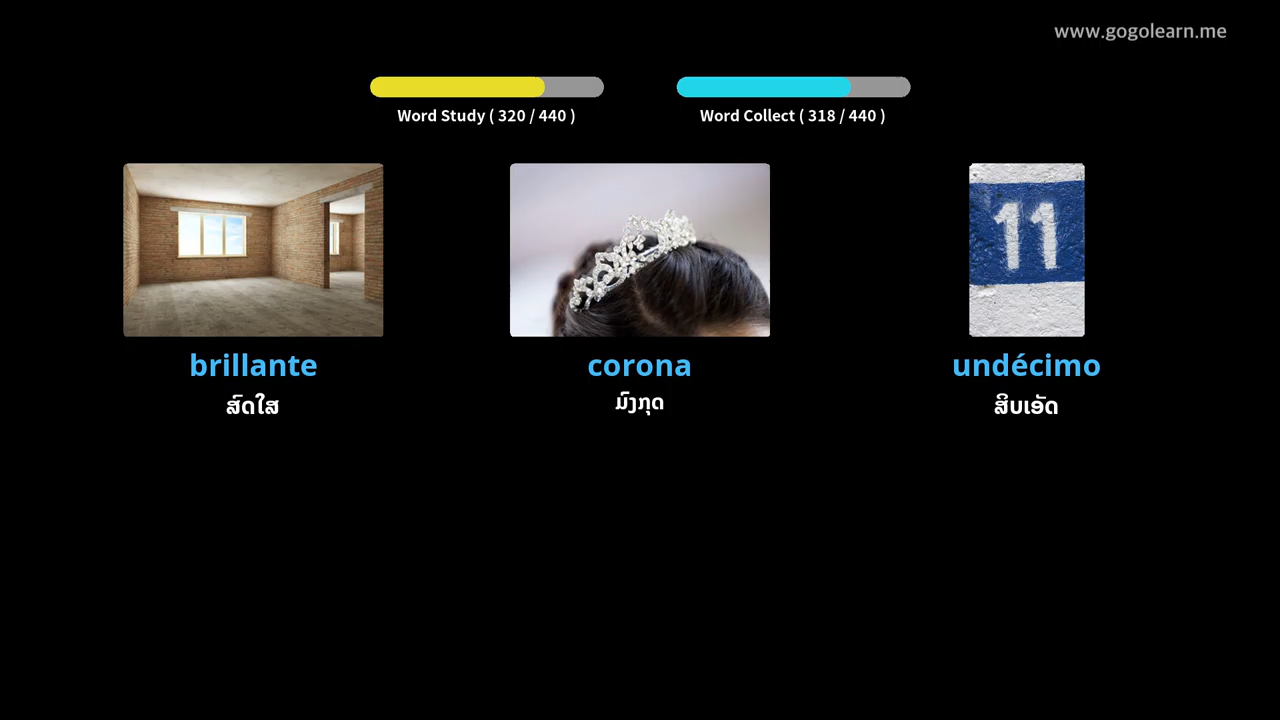 www.gogolearn.me
Word Study ( 320 / 440 )
Word Collect ( 318 / 440 )
11
brillante
corona
undécimo
ສົດໃສ
ມົງກຸດ
ສິບເອັດ